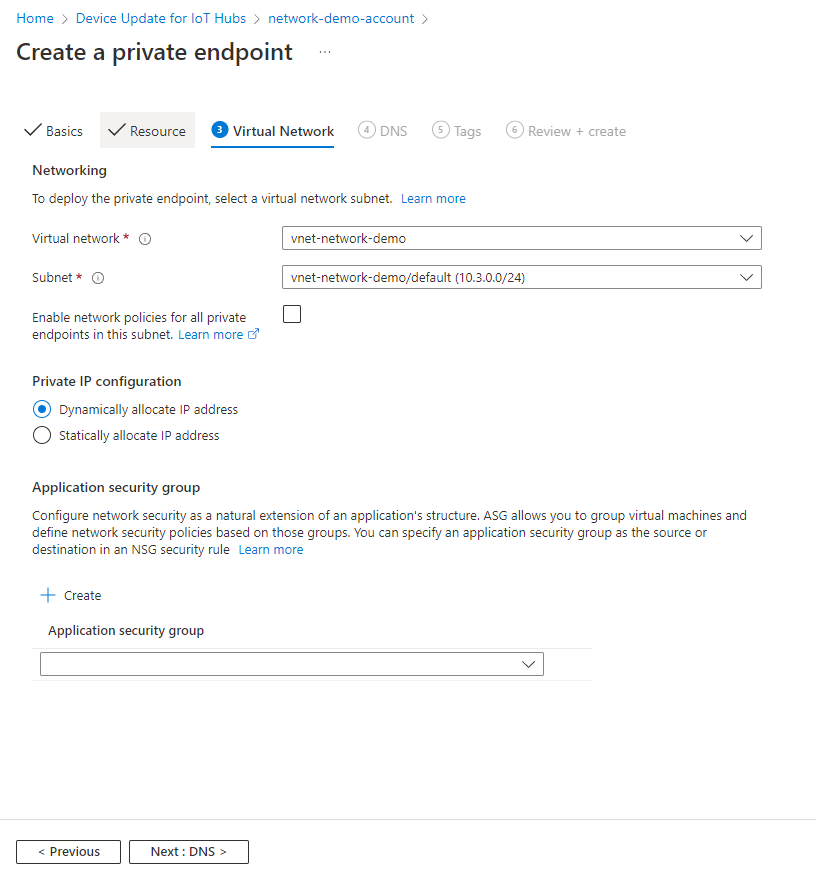 Home > Device Update for IoT Hubs > network-demo-account >
Create a private endpoint ...
Basics Resource 3 Virtual Network 4 DNS 5 Tags 6 Review + create
Networking
To deploy the private endpoint, select a virtual network subnet. Learn more
Virtual network * vnet-network-demo
Subnet * vnet-network-demo/default (10.3.0.0/24)
Enable network policies for all private
endpoints in this subnet. Learn more
Private IP configuration
Dynamically allocate IP address
Statically allocate IP address
Application security group
Configure network security as a natural extension of an application's structure. ASG allows you to group virtual machines and
define network security policies based on those groups. You can specify an application security group as the source or
destination in an NSG security rule Learn more
+ Create
Application security group
< Previous Next : DNS >